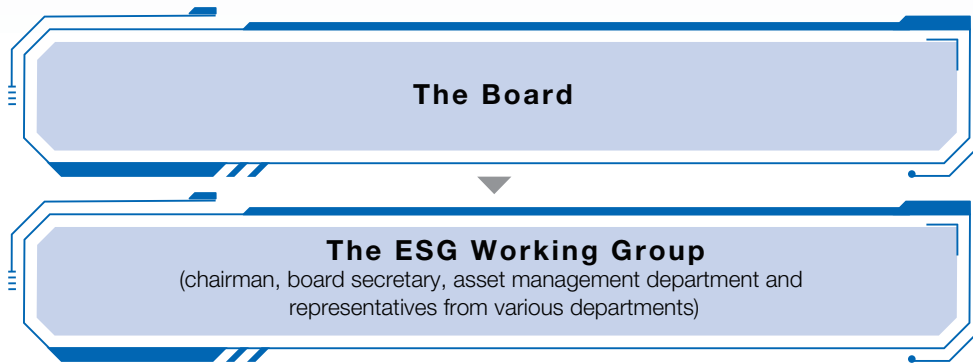 The Board
The ESG Working Group
(chairman, board secretary, asset management department and
representatives from various departments)